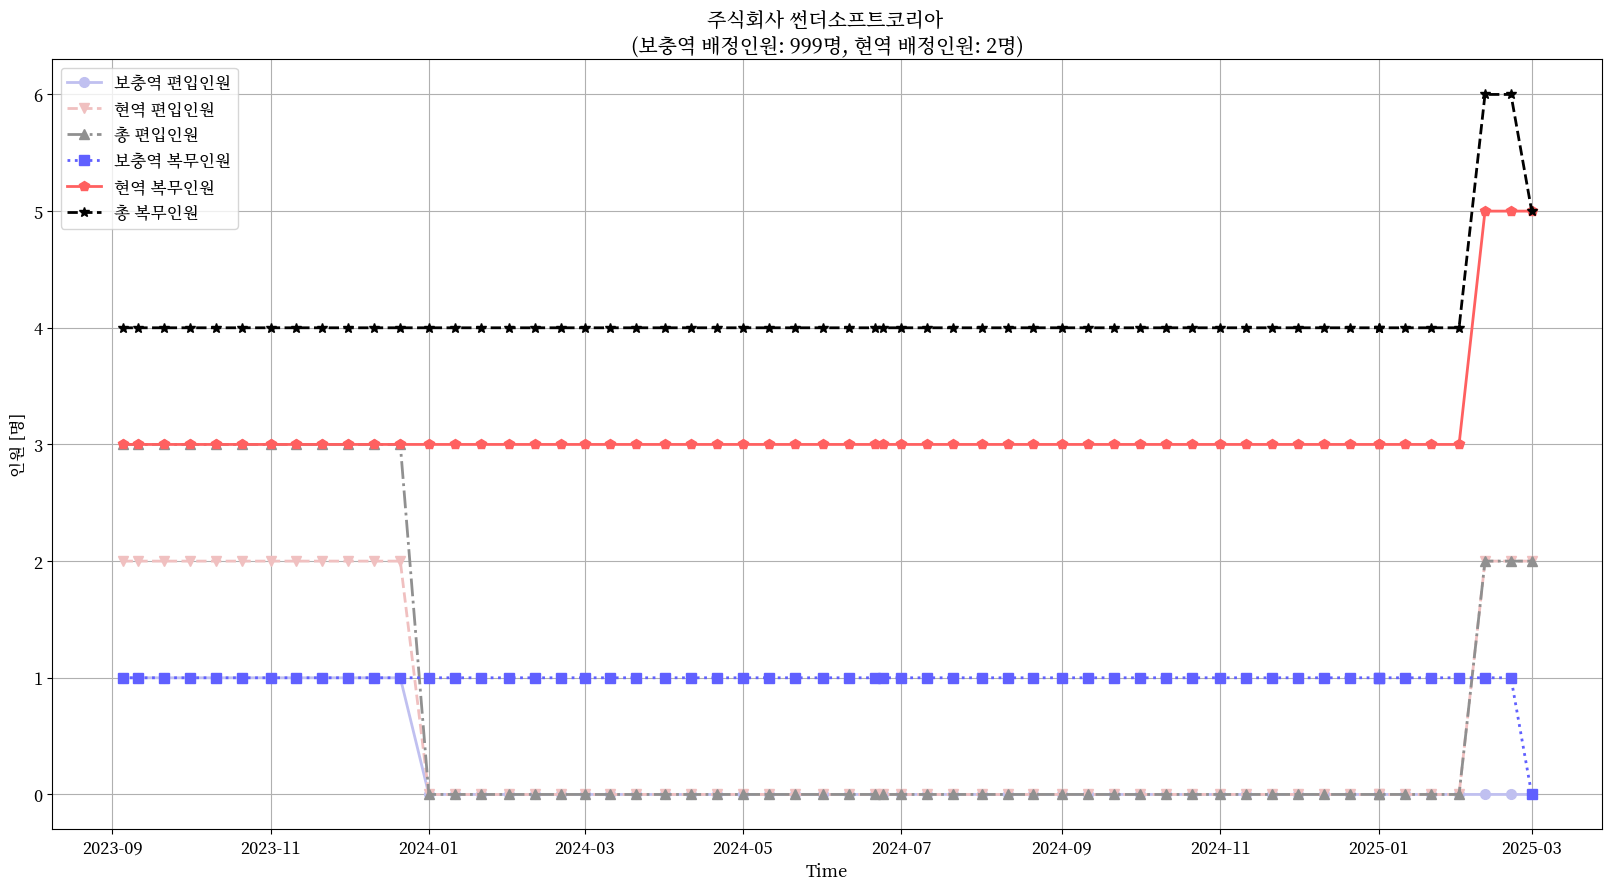 주식회사 썬더소프트코리아
(보충역 배정인원: 999명, 현역 배정인원: 2명)
보충역 편입인원
현역 편입인원
총 편입인원
보충역 복무인원
현역 복무인원
총 복무인원
인원 [명]
6
5
4
3
2
1
0
2023-09 2023-11 2024-01 2024-03 2024-05 2024-07 2024-09 2024-11 2025-01 2025-03
Time